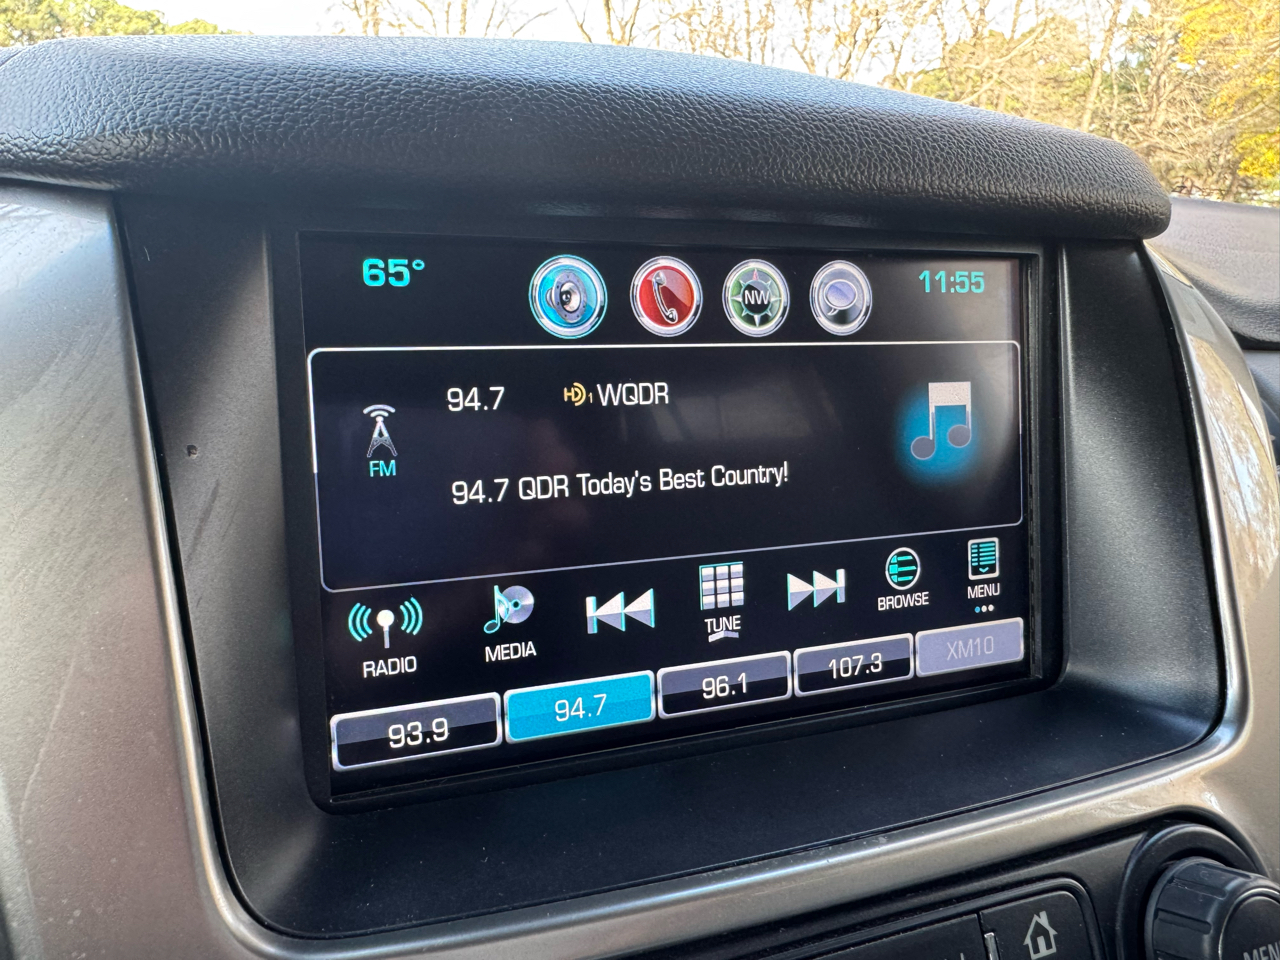 65°
NW
11:55
94.7
HD1 WQDR
FM
94.7 QDR Today's Best Country!
RADIO
MEDIA
TUNE
BROWSE
MENU
93.9
94.7
96.1
107.3
XM10